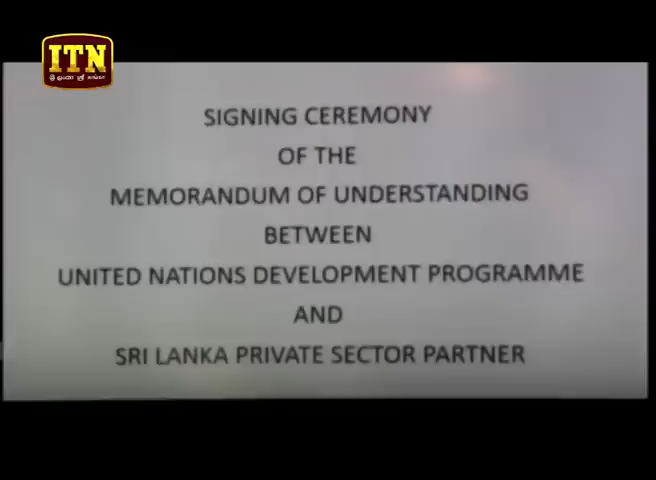 ITN
SIGNING CEREMONY
OF THE
MEMORANDUM OF UNDERSTANDING
BETWEEN
UNITED NATIONS DEVELOPMENT PROGRAMME
AND
SRI LANKA PRIVATE SECTOR PARTNER